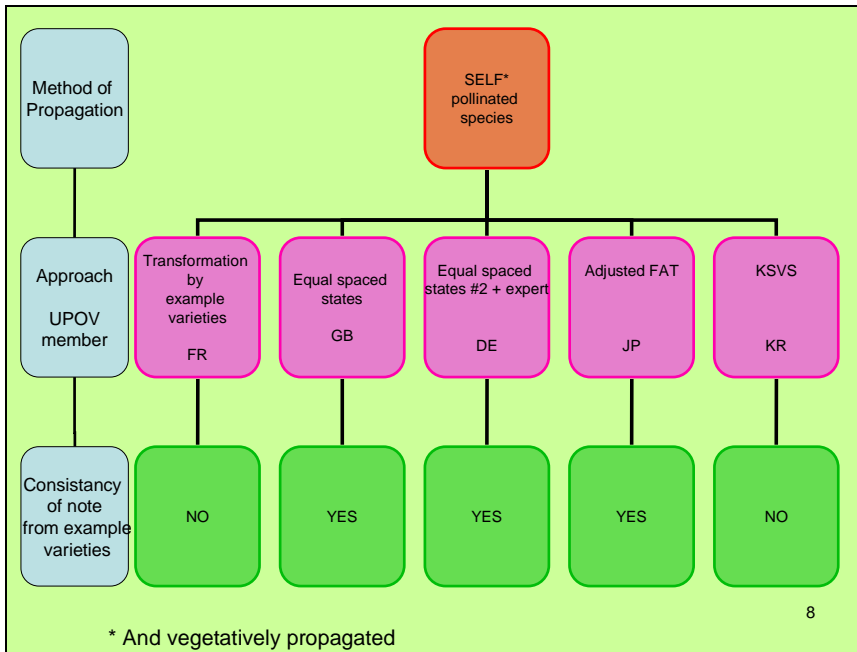 Method of
Propagation
SELF*
pollinated
species
Approach
UPOV
member
Transformation
by
example
varieties
FR
Equal spaced
states
GB
Equal spaced
states #2 + expert
DE
Adjusted FAT
JP
KSVS
KR
Consistancy
of note
from example
varieties
NO
YES
YES
YES
NO
8
* And vegetatively propagated